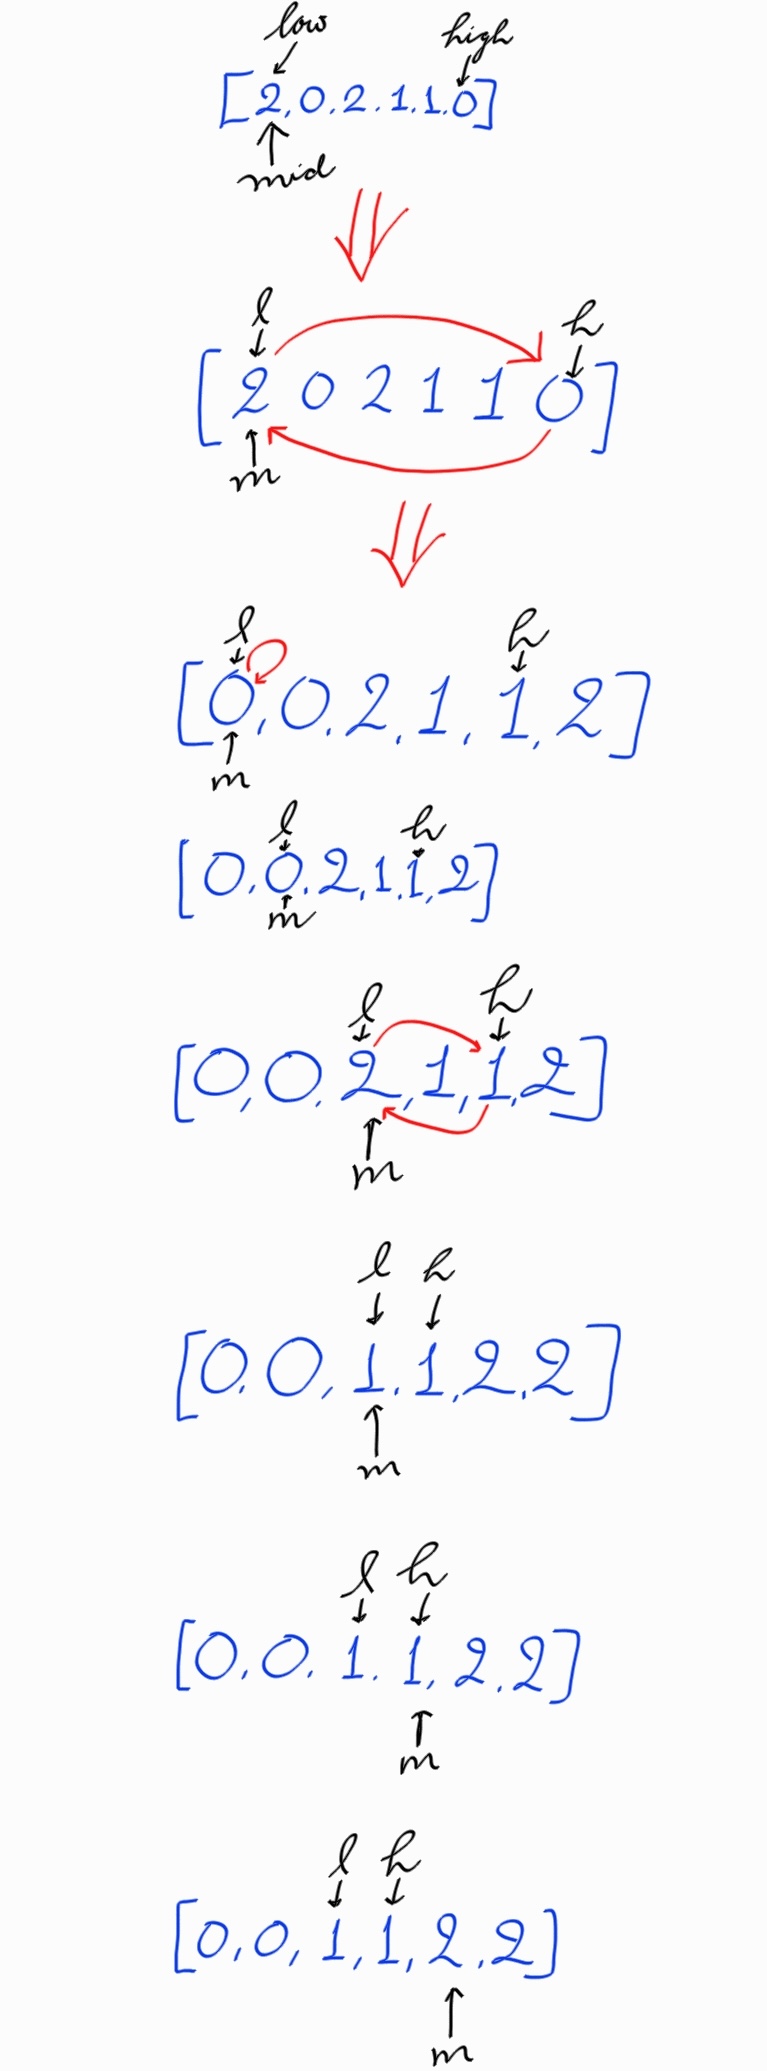 low high
[2,0.2.1.1.0]
mid
l h
[2 0 2 1 1 0]
m
l h
[0,0.2,1,1,2]
m
l h
[0.0.2,1.1,2]
m
l h
[0,0.2,1,1,2]
m
l h
[0.0,1.1,2.2]
m
l h
[0.0.1.1,2.2]
m
l h
[0,0,1,1,2.2]
m